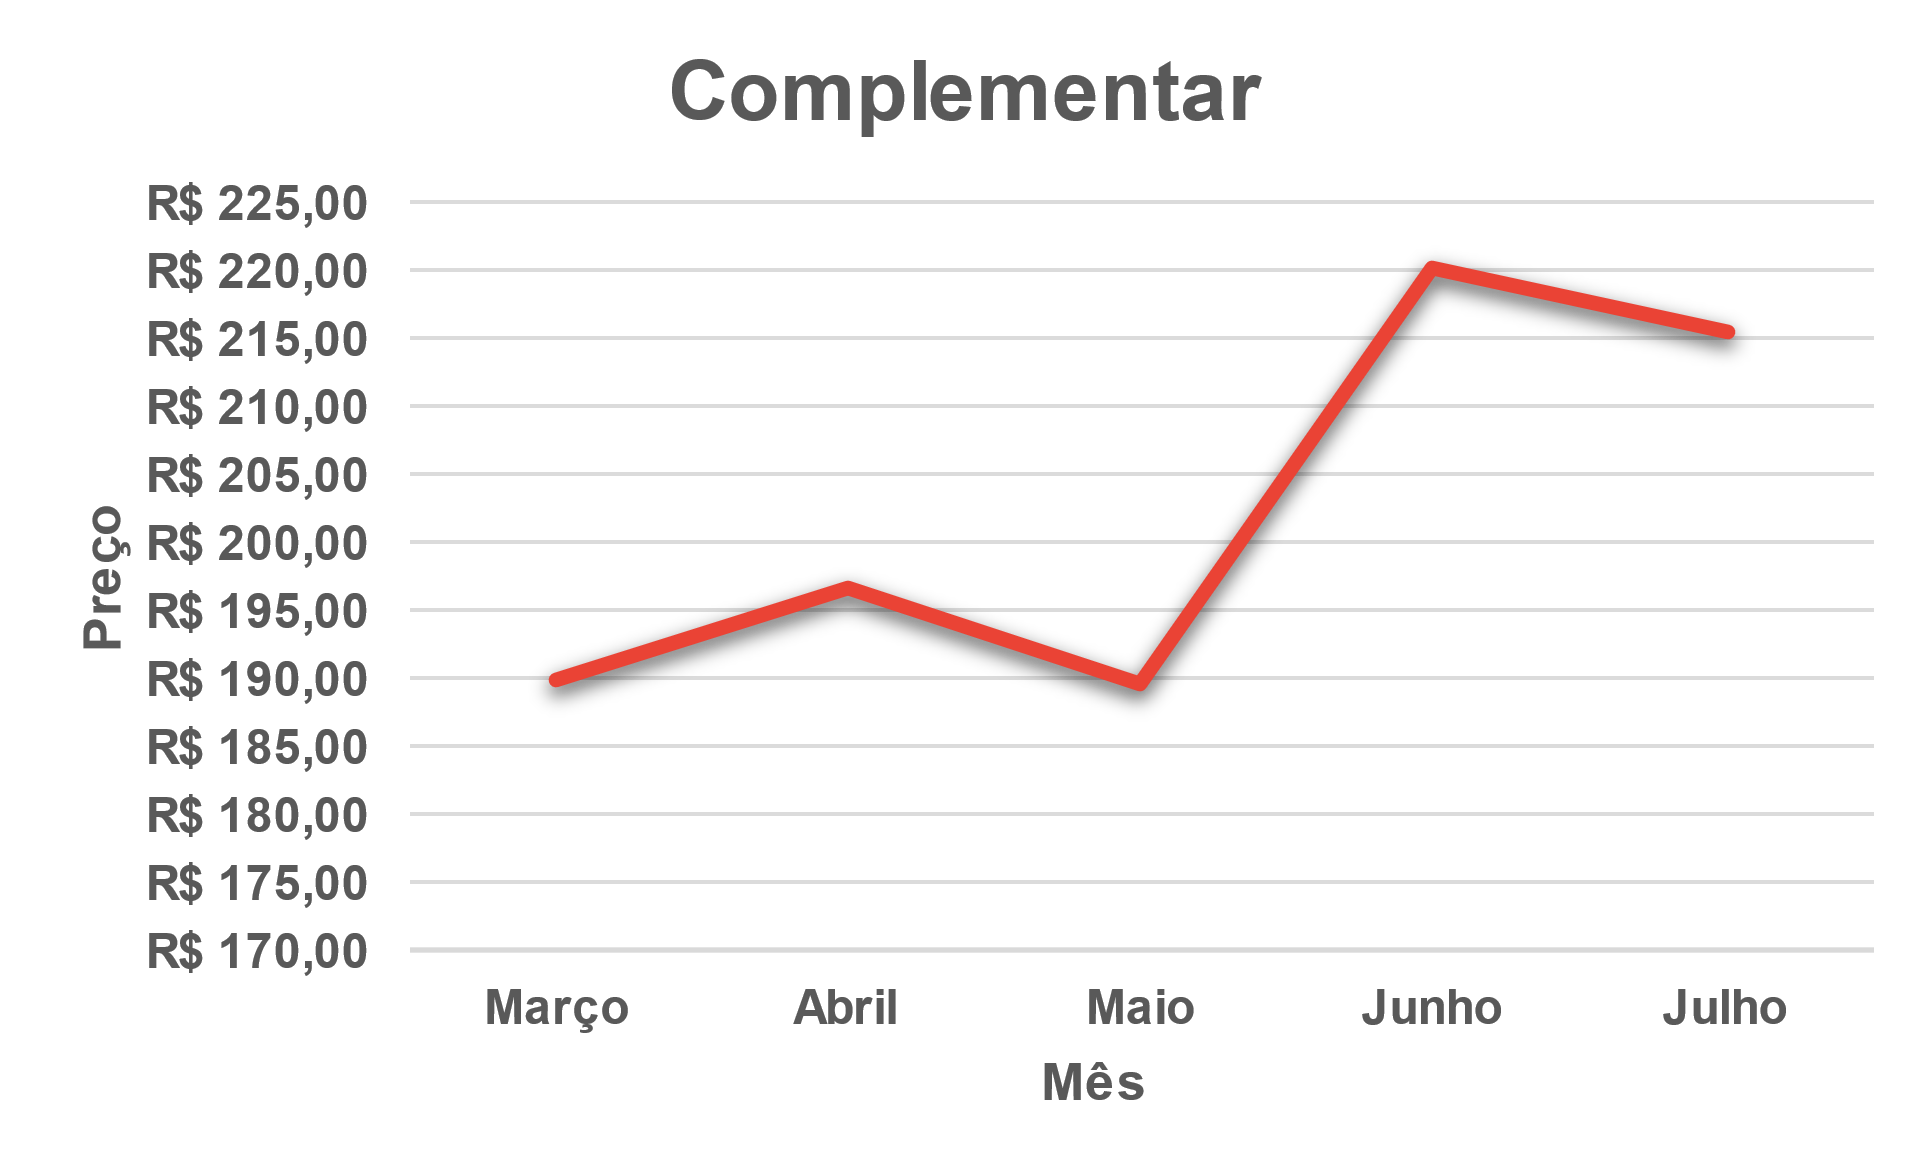 Complementar
R$ 225,00
R$ 220,00
R$ 215,00
R$ 210,00
R$ 205,00
R$ 200,00
R$ 195,00
R$ 190,00
R$ 185,00
R$ 180,00
R$ 175,00
R$ 170,00
Preço
Março Abril Maio Junho Julho
Mês